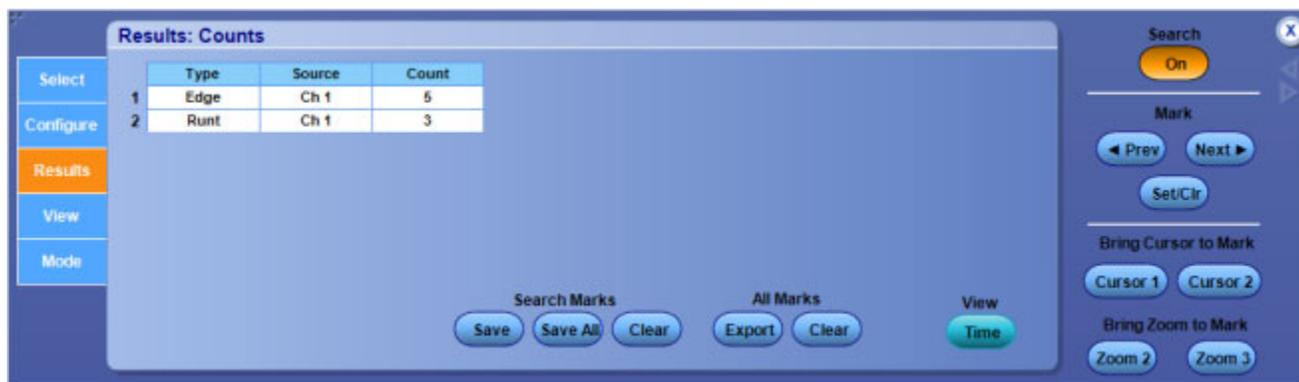 Results: Counts
Select
Configure
Results
View
Mode
Type Source Count
1 Edge Ch 1 5
2 Runt Ch 1 3
Search Marks
Save Save All Clear
All Marks
Export Clear
View
Time
Search
On
X
Mark
◄ Prev Next ►
Set/Clr
Bring Cursor to Mark
Cursor 1 Cursor 2
Bring Zoom to Mark
Zoom 2 Zoom 3